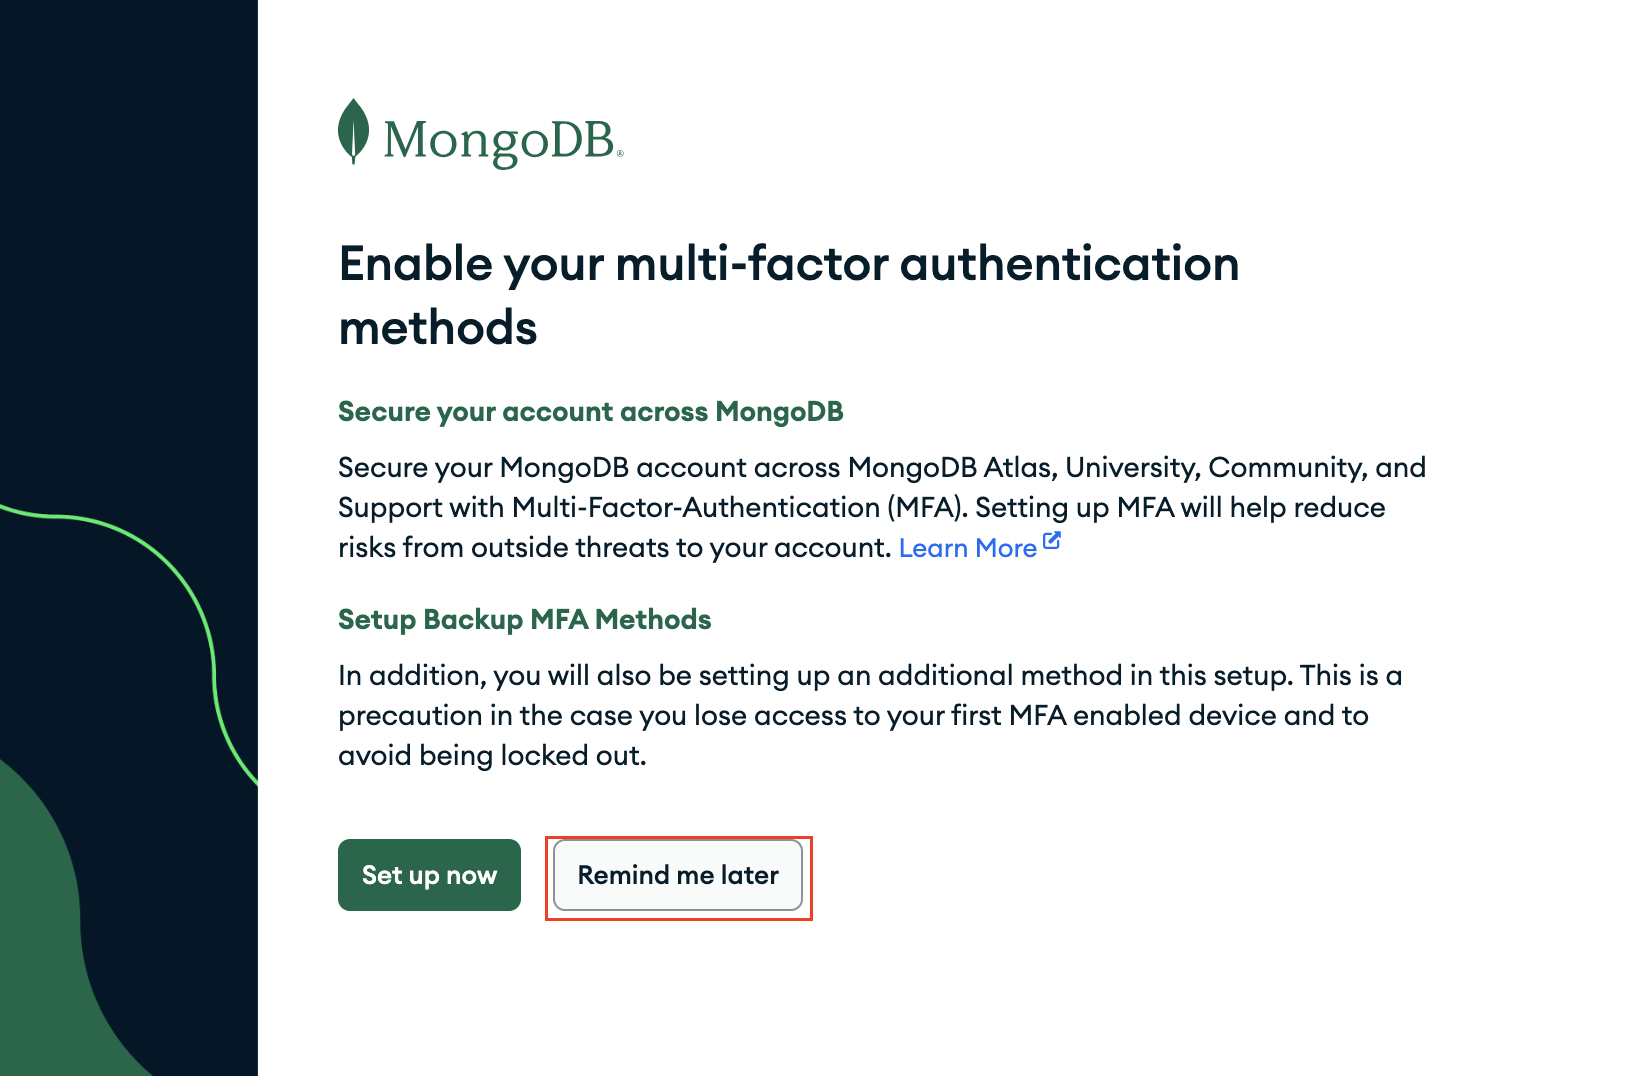 MongoDB®
Enable your multi-factor authentication
methods
Secure your account across MongoDB
Secure your MongoDB account across MongoDB Atlas, University, Community, and
Support with Multi-Factor-Authentication (MFA). Setting up MFA will help reduce
risks from outside threats to your account. Learn More
Setup Backup MFA Methods
In addition, you will also be setting up an additional method in this setup. This is a
precaution in the case you lose access to your first MFA enabled device and to
avoid being locked out.
Set up now
Remind me later